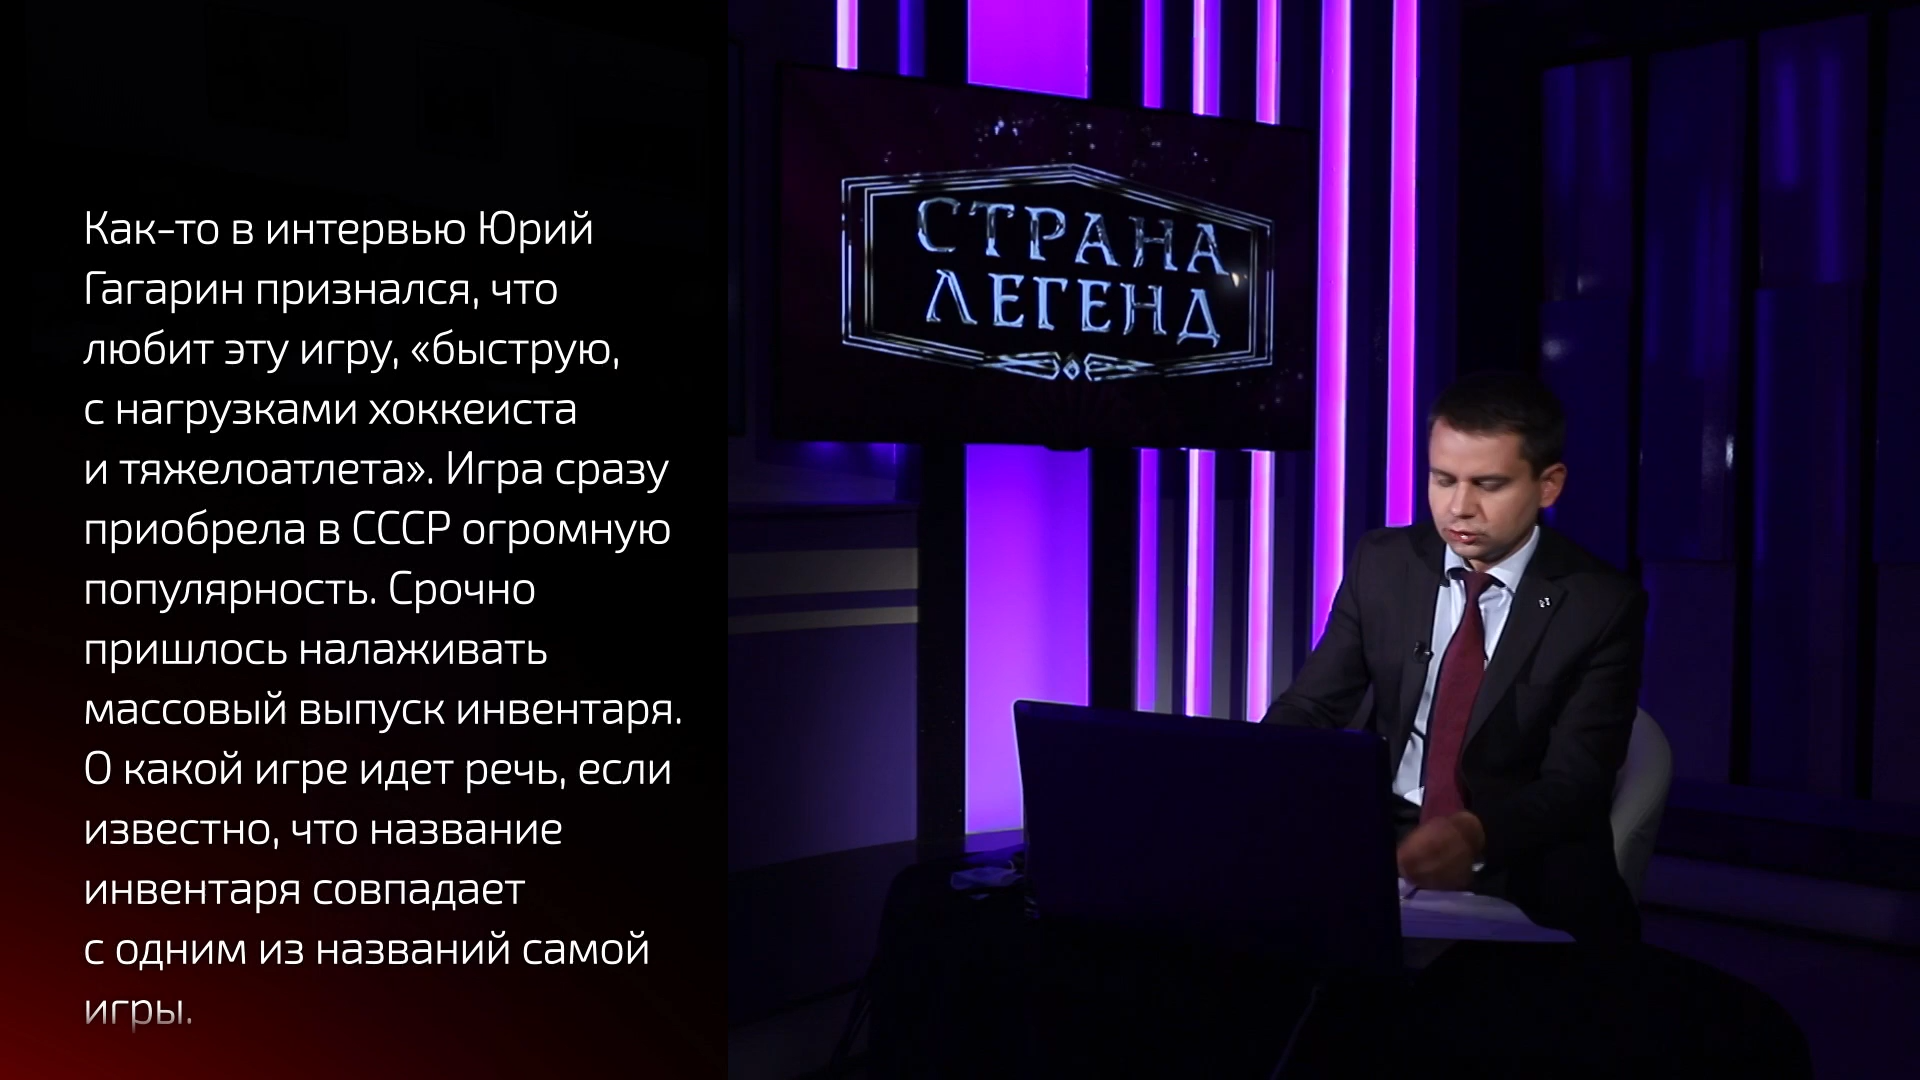 Как-то в интервью Юрий
Гагарин признался, что
любит эту игру, «быструю,
с нагрузками хоккеиста
и тяжелоатлета». Игра сразу
приобрела в СССР огромную
популярность. Срочно
пришлось налаживать
массовый выпуск инвентаря.
О какой игре идет речь, если
известно, что название
инвентаря совпадает
с одним из названий самой
игры.
СТРАНА
ЛЕГЕНД